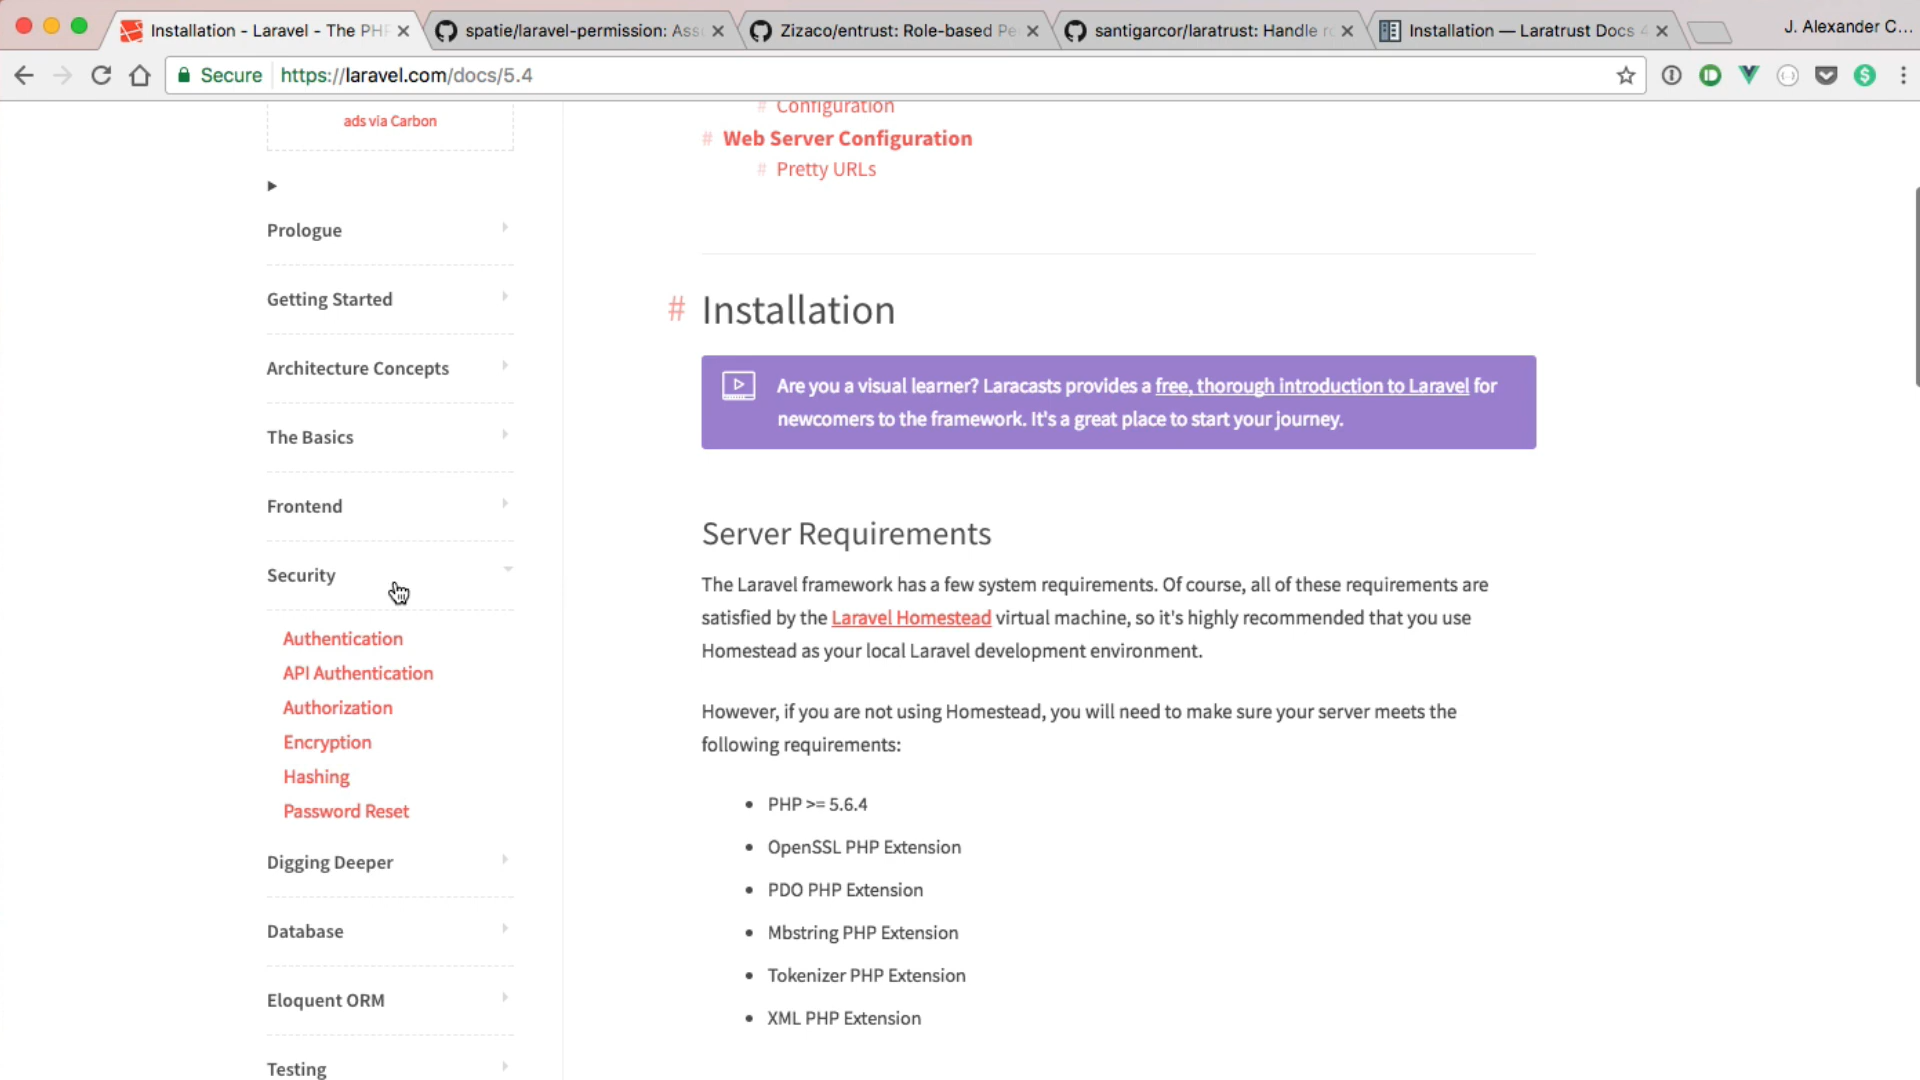 Installation - Laravel - The PHP
spatie/laravel-permission: Asso
Zizaco/entrust: Role-based Pe
santigarcor/laratrust: Handle ro
Installation — Laratrust Docs 4
J. Alexander C...
Secure
https://laravel.com/docs/5.4
ads via Carbon
Prologue
Getting Started
Architecture Concepts
The Basics
Frontend
Security
Authentication
API Authentication
Authorization
Encryption
Hashing
Password Reset
Digging Deeper
Database
Eloquent ORM
Testing
# Configuration
# Web Server Configuration
# Pretty URLs
# Installation
Are you a visual learner? Laracasts provides a free, thorough introduction to Laravel for
newcomers to the framework. It's a great place to start your journey.
Server Requirements
The Laravel framework has a few system requirements. Of course, all of these requirements are
satisfied by the Laravel Homestead virtual machine, so it's highly recommended that you use
Homestead as your local Laravel development environment.
However, if you are not using Homestead, you will need to make sure your server meets the
following requirements:
• PHP >= 5.6.4
• OpenSSL PHP Extension
• PDO PHP Extension
• Mbstring PHP Extension
• Tokenizer PHP Extension
• XML PHP Extension